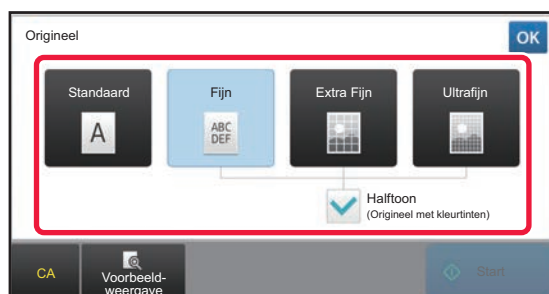 Origineel
OK
Standaard
Fijn
Extra Fijn
Ultrafijn
A
ABC
DEF
Halftoon
(Origineel met kleurtinten)
CA
Voorbeeld-
weergave
Start